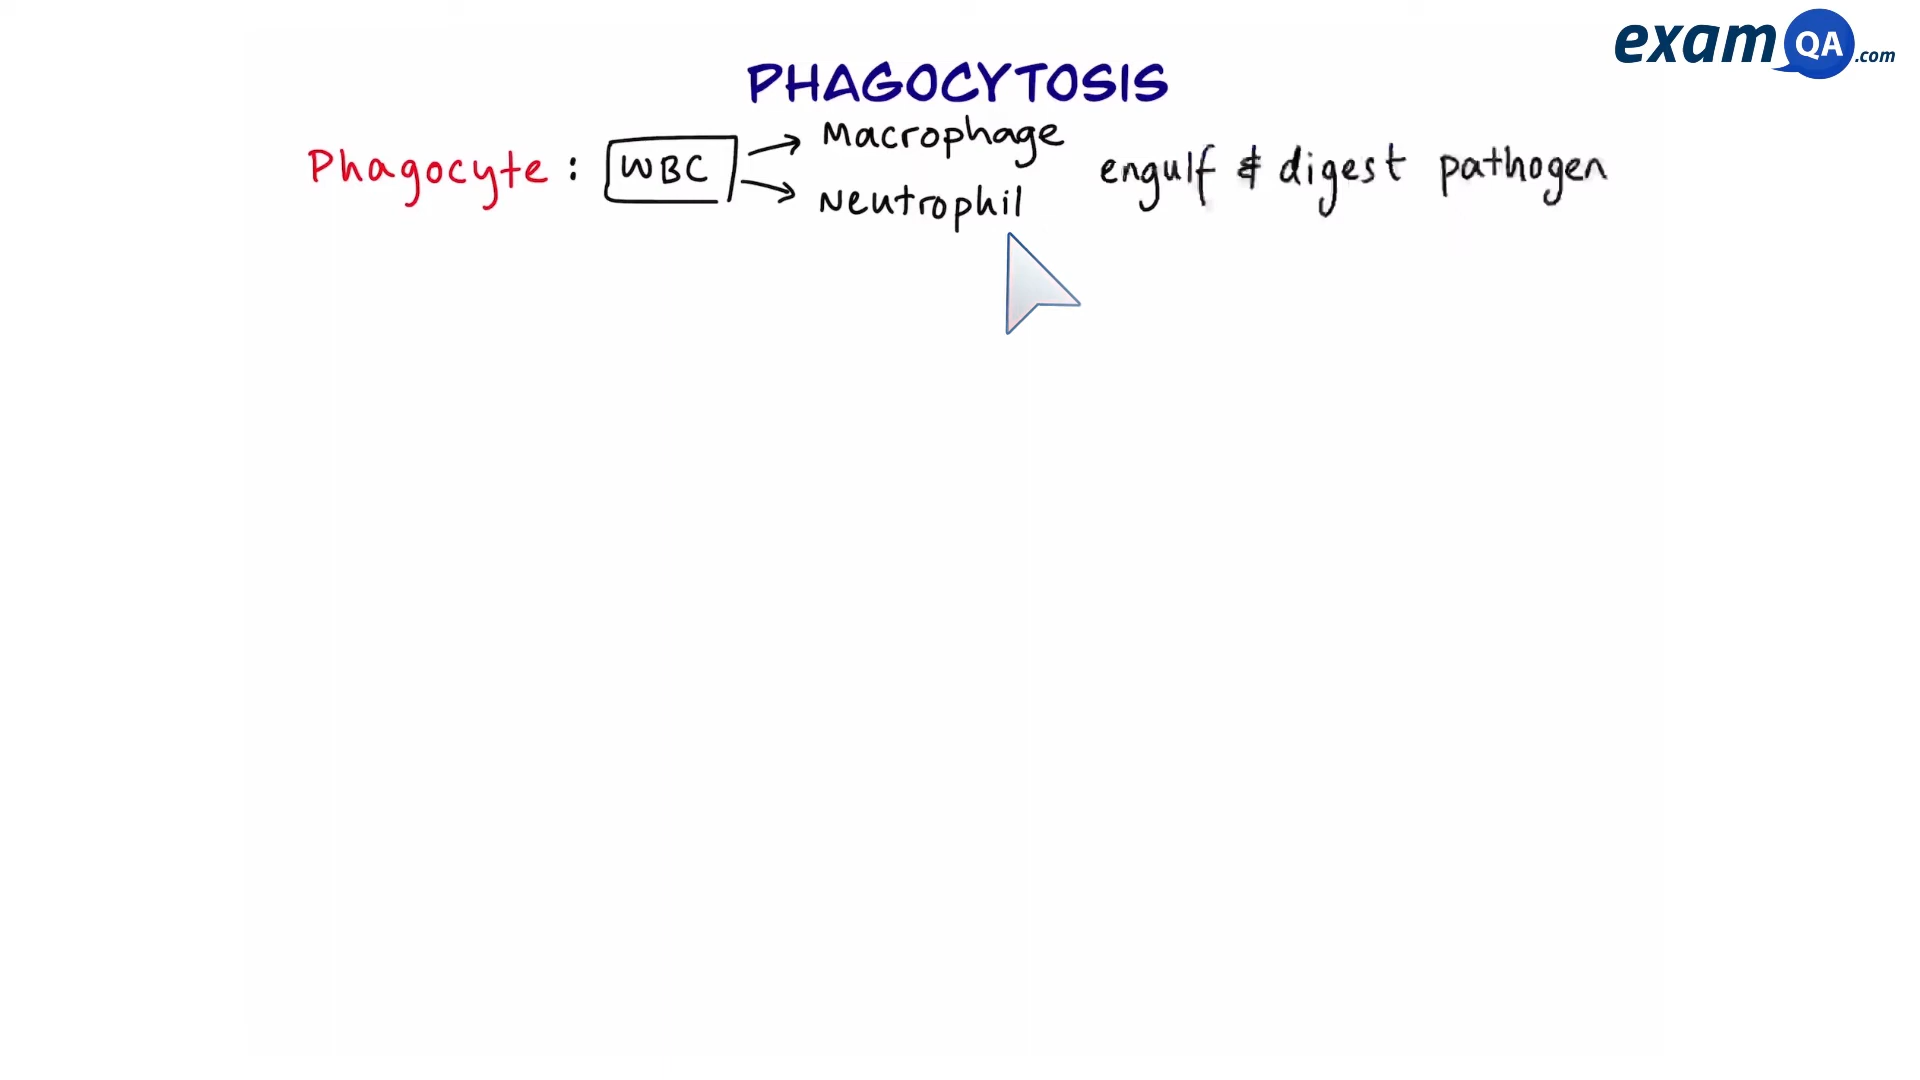 examQA.com
PHAGOCYTOSIS
Phagocyte : WBC
Macrophage
Neutrophil
engulf & digest pathogen